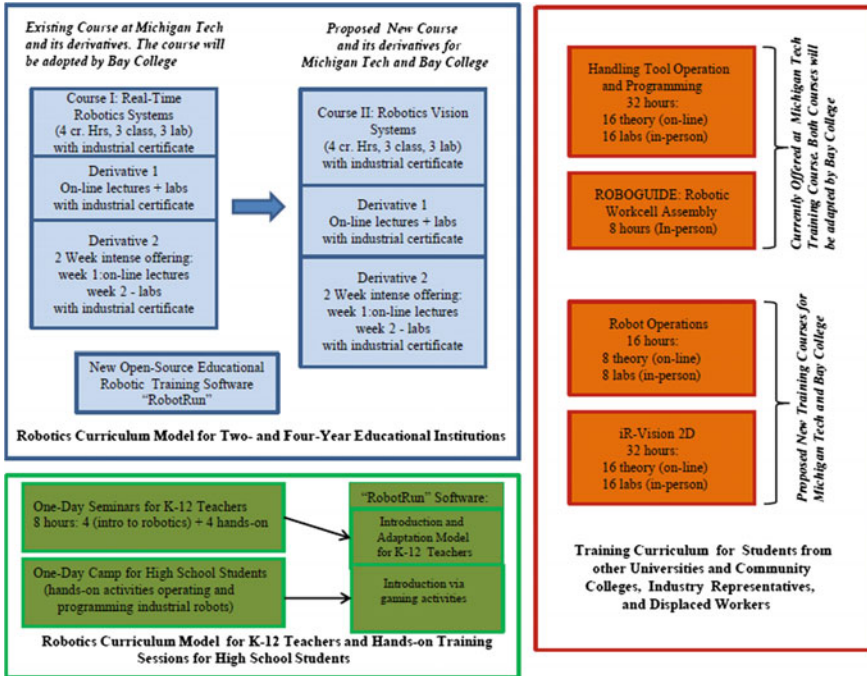 Existing Course at Michigan Tech
and its derivatives. The course will
be adopted by Bay College
Course I: Real-Time
Robotics Systems
(4 cr. Hrs, 3 class, 3 lab)
with industrial certificate
Derivative 1
On-line lectures + labs
with industrial certificate
Derivative 2
2 Week intense offering:
week 1:on-line lectures
week 2 - labs
with industrial certificate
Proposed New Course
and its derivatives for
Michigan Tech and Bay College
Course II: Robotics Vision
Systems
(4 cr. Hrs, 3 class, 3 lab)
with industrial certificate
Derivative 1
On-line lectures + labs
with industrial certificate
Derivative 2
2 Week intense offering:
week 1:on-line lectures
week 2 - labs
with industrial certificate
New Open-Source Educational
Robotic Training Software
“RobotRun”
Robotics Curriculum Model for Two- and Four-Year Educational Institutions
One-Day Seminars for K-12 Teachers
8 hours: 4 (intro to robotics) + 4 hands-on
One-Day Camp for High School Students
(hands-on activities operating and
programming industrial robots)
“RobotRun” Software:
Introduction and
Adaptation Model
for K-12 Teachers
Introduction via
gaming activities
Robotics Curriculum Model for K-12 Teachers and Hands-on Training
Sessions for High School Students
Handling Tool Operation
and Programming
32 hours:
16 theory (on-line)
16 labs (in-person)
ROBOGUIDE: Robotic
Workcell Assembly
8 hours (In-person)
Currently Offered at Michigan Tech
Training Course. Both Courses will
be adapted by Bay College
Robot Operations
16 hours:
8 theory (on-line)
8 labs (in-person)
iR-Vision 2D
32 hours:
16 theory (on-line)
16 labs (in-person)
Proposed New Training Courses for
Michigan Tech and Bay College
Training Curriculum for Students from
other Universities and Community
Colleges, Industry Representatives,
and Displaced Workers